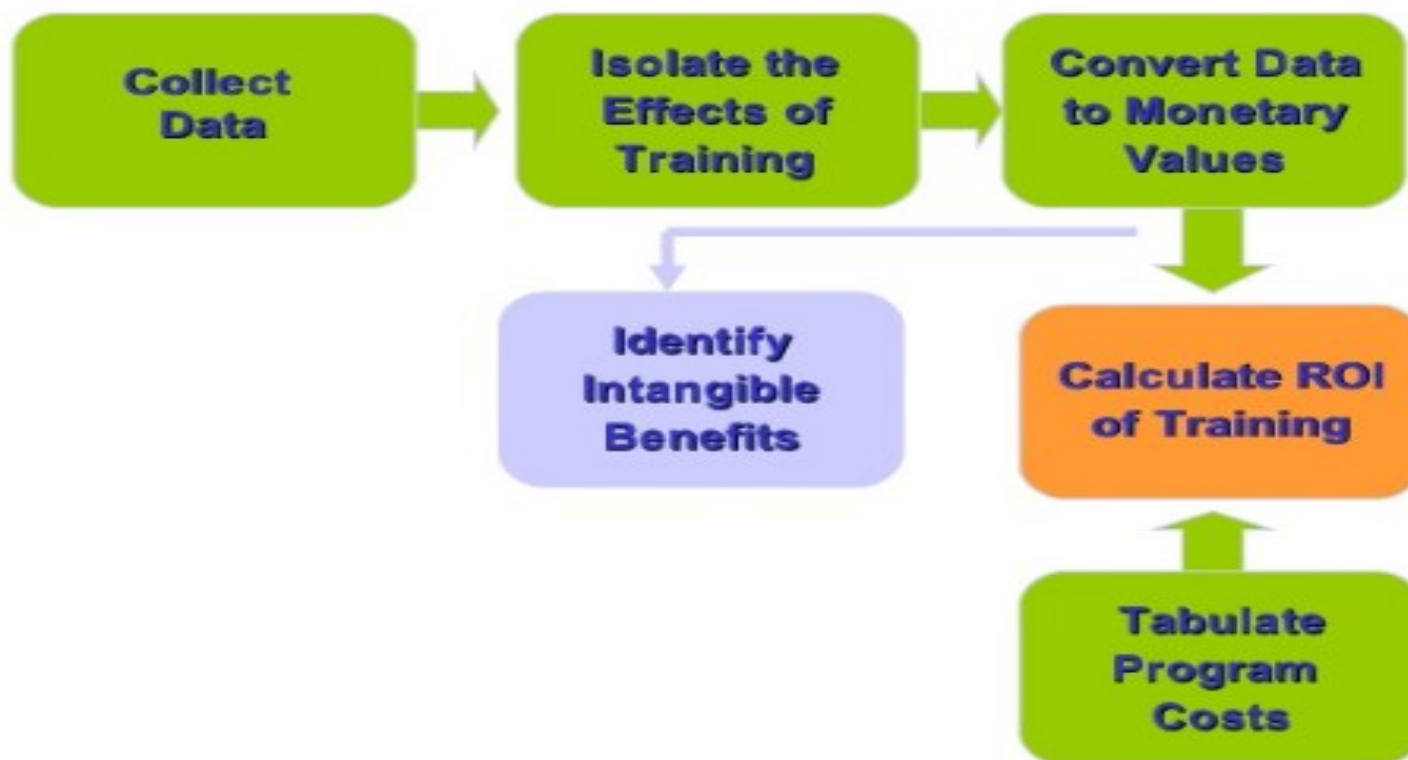 Collect
Data
Isolate the
Effects of
Training
Convert Data
to Monetary
Values
Identify
Intangible
Benefits
Calculate ROI
of Training
Tabulate
Program
Costs